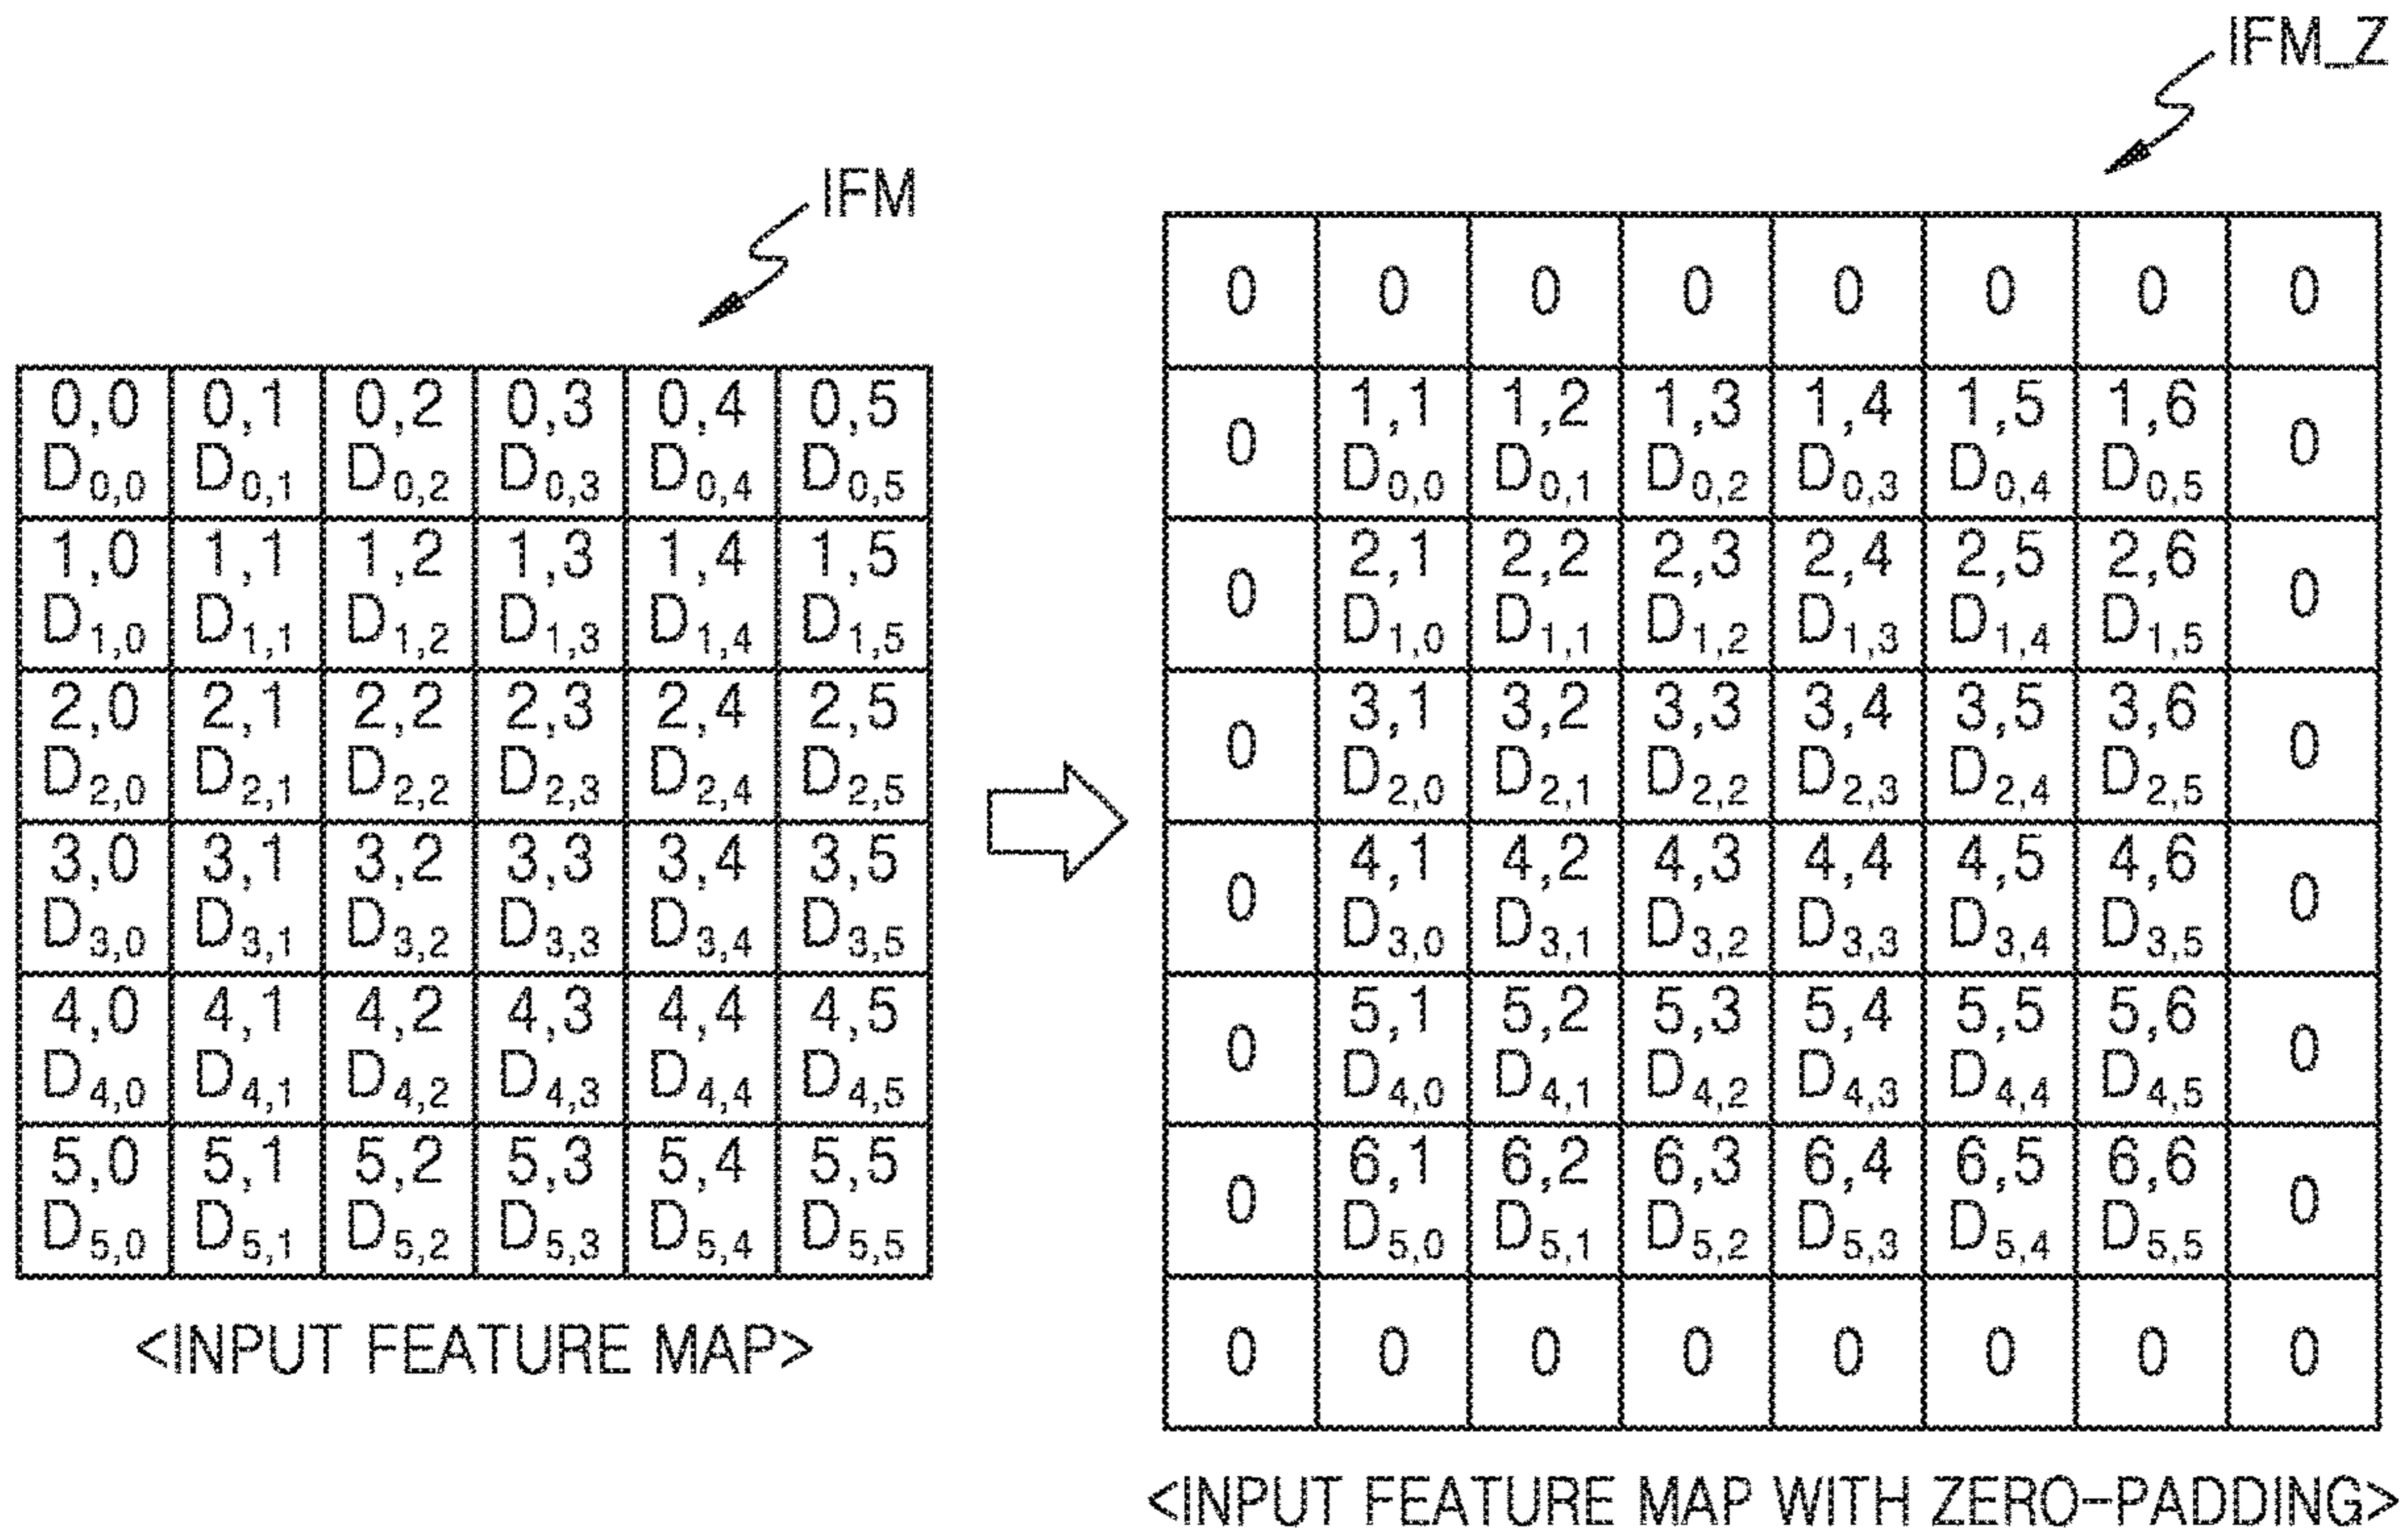 IFM
0,0 0,1 0,2 0,3 0,4 0,5
D0,0 D0,1 D0,2 D0,3 D0,4 D0,5
1,0 1,1 1,2 1,3 1,4 1,5
D1,0 D1,1 D1,2 D1,3 D1,4 D1,5
2,0 2,1 2,2 2,3 2,4 2,5
D2,0 D2,1 D2,2 D2,3 D2,4 D2,5
3,0 3,1 3,2 3,3 3,4 3,5
D3,0 D3,1 D3,2 D3,3 D3,4 D3,5
4,0 4,1 4,2 4,3 4,4 4,5
D4,0 D4,1 D4,2 D4,3 D4,4 D4,5
5,0 5,1 5,2 5,3 5,4 5,5
D5,0 D5,1 D5,2 D5,3 D5,4 D5,5
<INPUT FEATURE MAP>
IFM_Z
0 0 0 0 0 0 0 0
1,1 1,2 1,3 1,4 1,5 1,6
0 D0,0 D0,1 D0,2 D0,3 D0,4 D0,5 0
2,1 2,2 2,3 2,4 2,5 2,6
0 D1,0 D1,1 D1,2 D1,3 D1,4 D1,5 0
3,1 3,2 3,3 3,4 3,5 3,6
0 D2,0 D2,1 D2,2 D2,3 D2,4 D2,5 0
4,1 4,2 4,3 4,4 4,5 4,6
0 D3,0 D3,1 D3,2 D3,3 D3,4 D3,5 0
5,1 5,2 5,3 5,4 5,5 5,6
0 D4,0 D4,1 D4,2 D4,3 D4,4 D4,5 0
6,1 6,2 6,3 6,4 6,5 6,6
0 D5,0 D5,1 D5,2 D5,3 D5,4 D5,5 0
0 0 0 0 0 0 0 0
<INPUT FEATURE MAP WITH ZERO-PADDING>